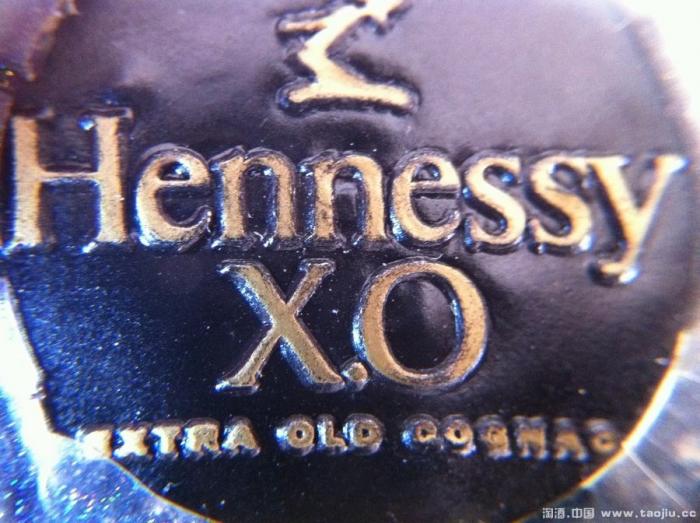 Hennessy
X.O
EXTRA OLD COGNAC
淘酒.中国 www.taojiu.cc